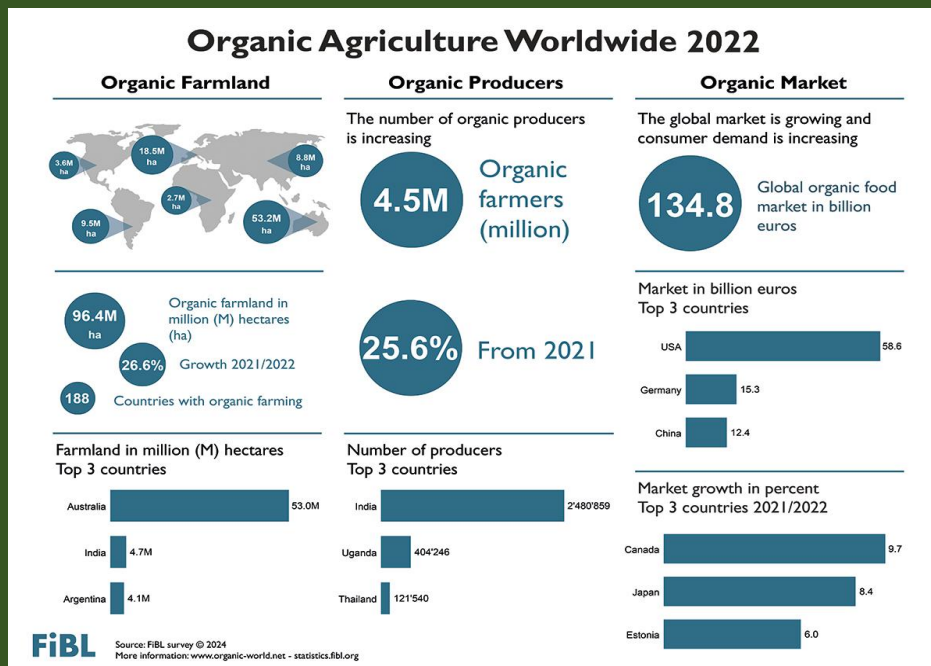 Organic Agriculture Worldwide 2022
Organic Farmland
3.6M
ha
18.5M
ha
8.8M
ha
2.7M
ha
9.5M
ha
53.2M
ha
96.4M
ha
Organic farmland in
million (M) hectares
(ha)
26.6%
Growth 2021/2022
188
Countries with organic farming
Farmland in million (M) hectares
Top 3 countries
Australia 53.0M
India 4.7M
Argentina 4.1M
Organic Producers
The number of organic producers
is increasing
4.5M
Organic
farmers
(million)
25.6% From 2021
Number of producers
Top 3 countries
India 2'480'859
Uganda 404'246
Thailand 121'540
Organic Market
The global market is growing and
consumer demand is increasing
134.8
Global organic food
market in billion
euros
Market in billion euros
Top 3 countries
USA 58.6
Germany 15.3
China 12.4
Market growth in percent
Top 3 countries 2021/2022
Canada 9.7
Japan 8.4
Estonia 6.0
FiBL
Source: FiBL survey © 2024
More information: www.organic-world.net - statistics.fibl.org